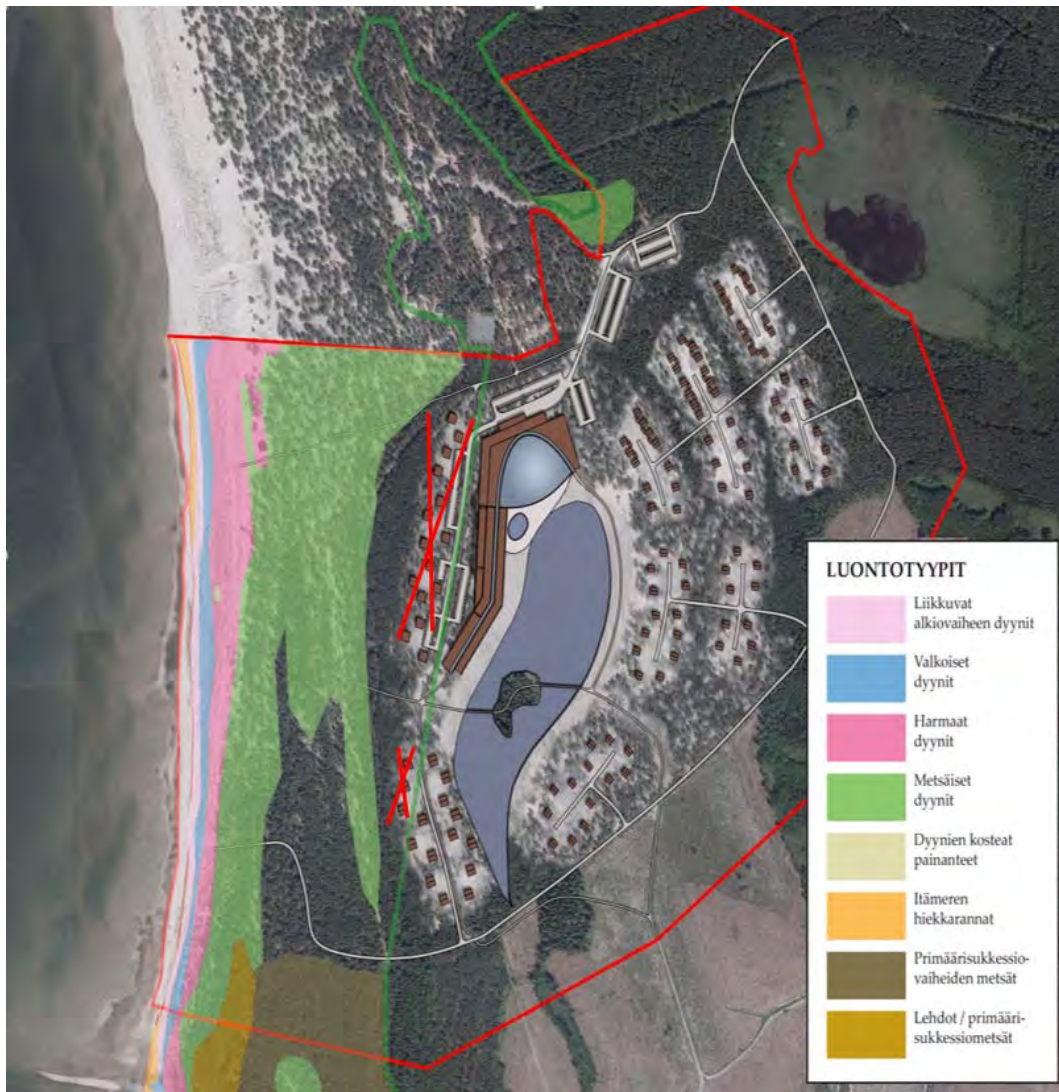 LUONTOTYYPIT
Liikkuvat
alkiovaiheen dyynit
Valkoiset
dyynit
Harmaat
dyynit
Metsäiset
dyynit
Dyynien kosteat
painanteet
Itämeren
hiekkarannat
Primäärisukkessio-
vaiheiden metsät
Lehdot / primääri-
sukkessiometsät